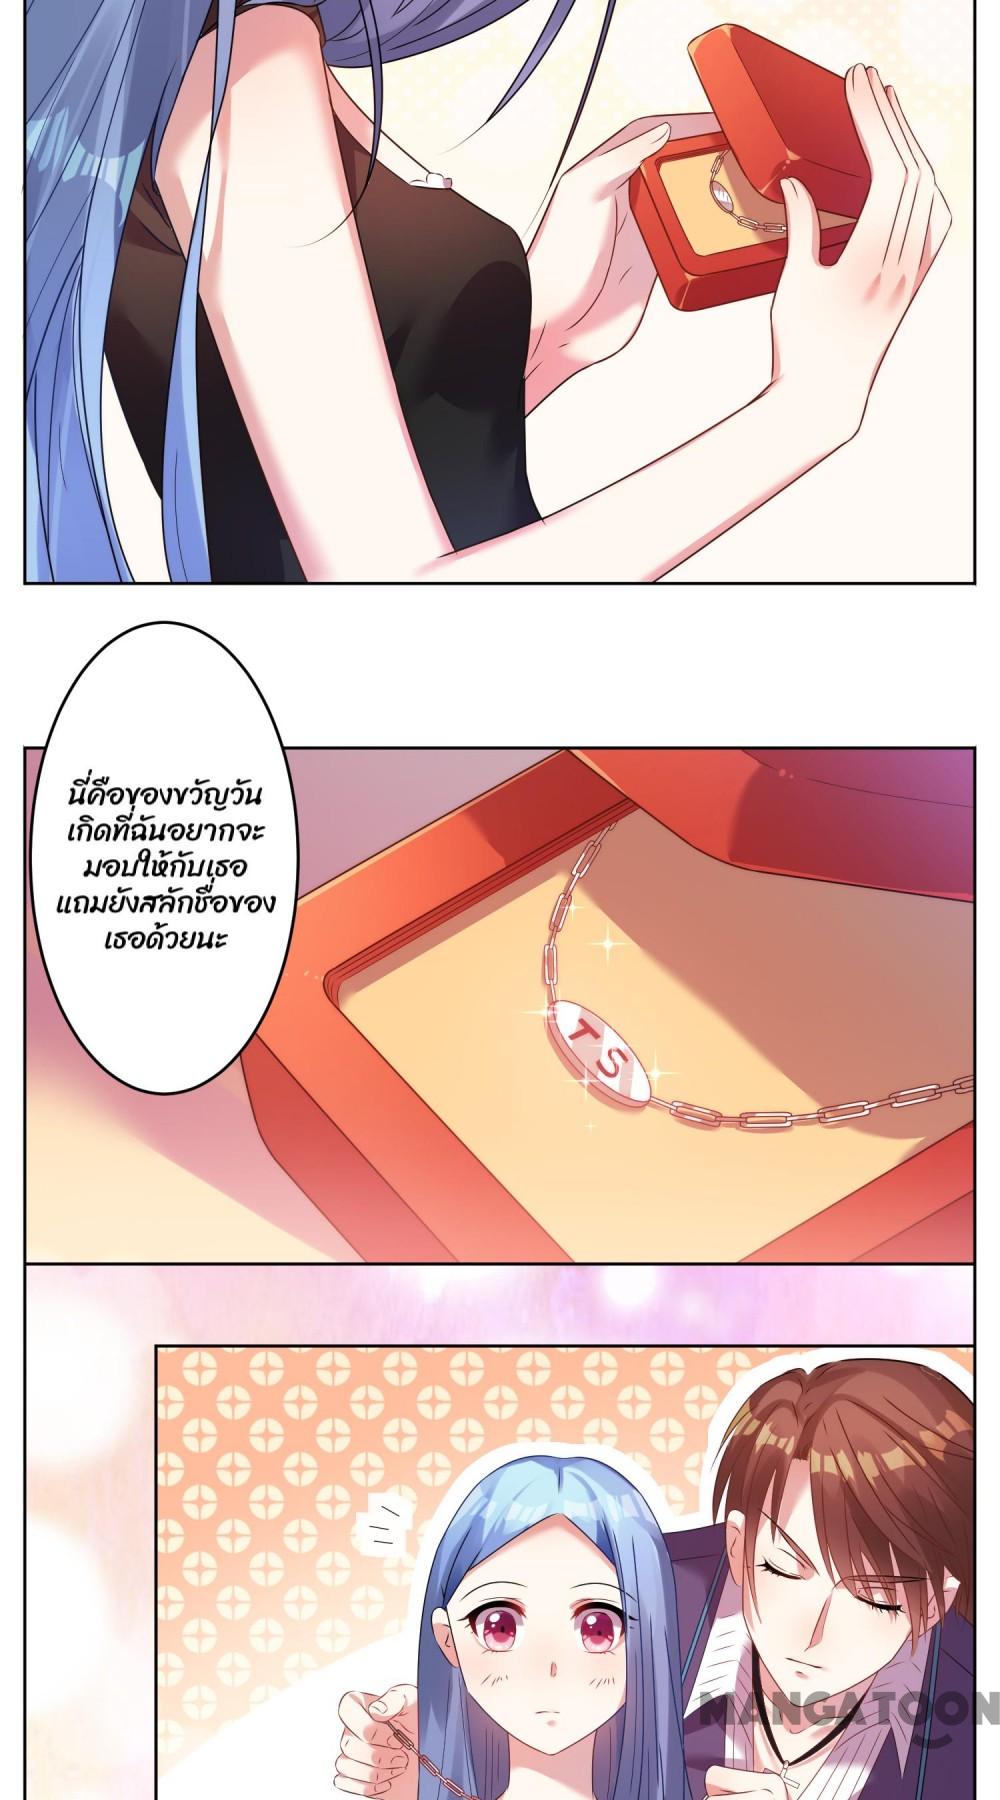 นี่คือของขวัญวัน
เกิดที่ฉันอยากจะ
มอบให้กับเธอ
แถมยังสลักชื่อของ
เธอด้วยนะ
TS
MANGATOON